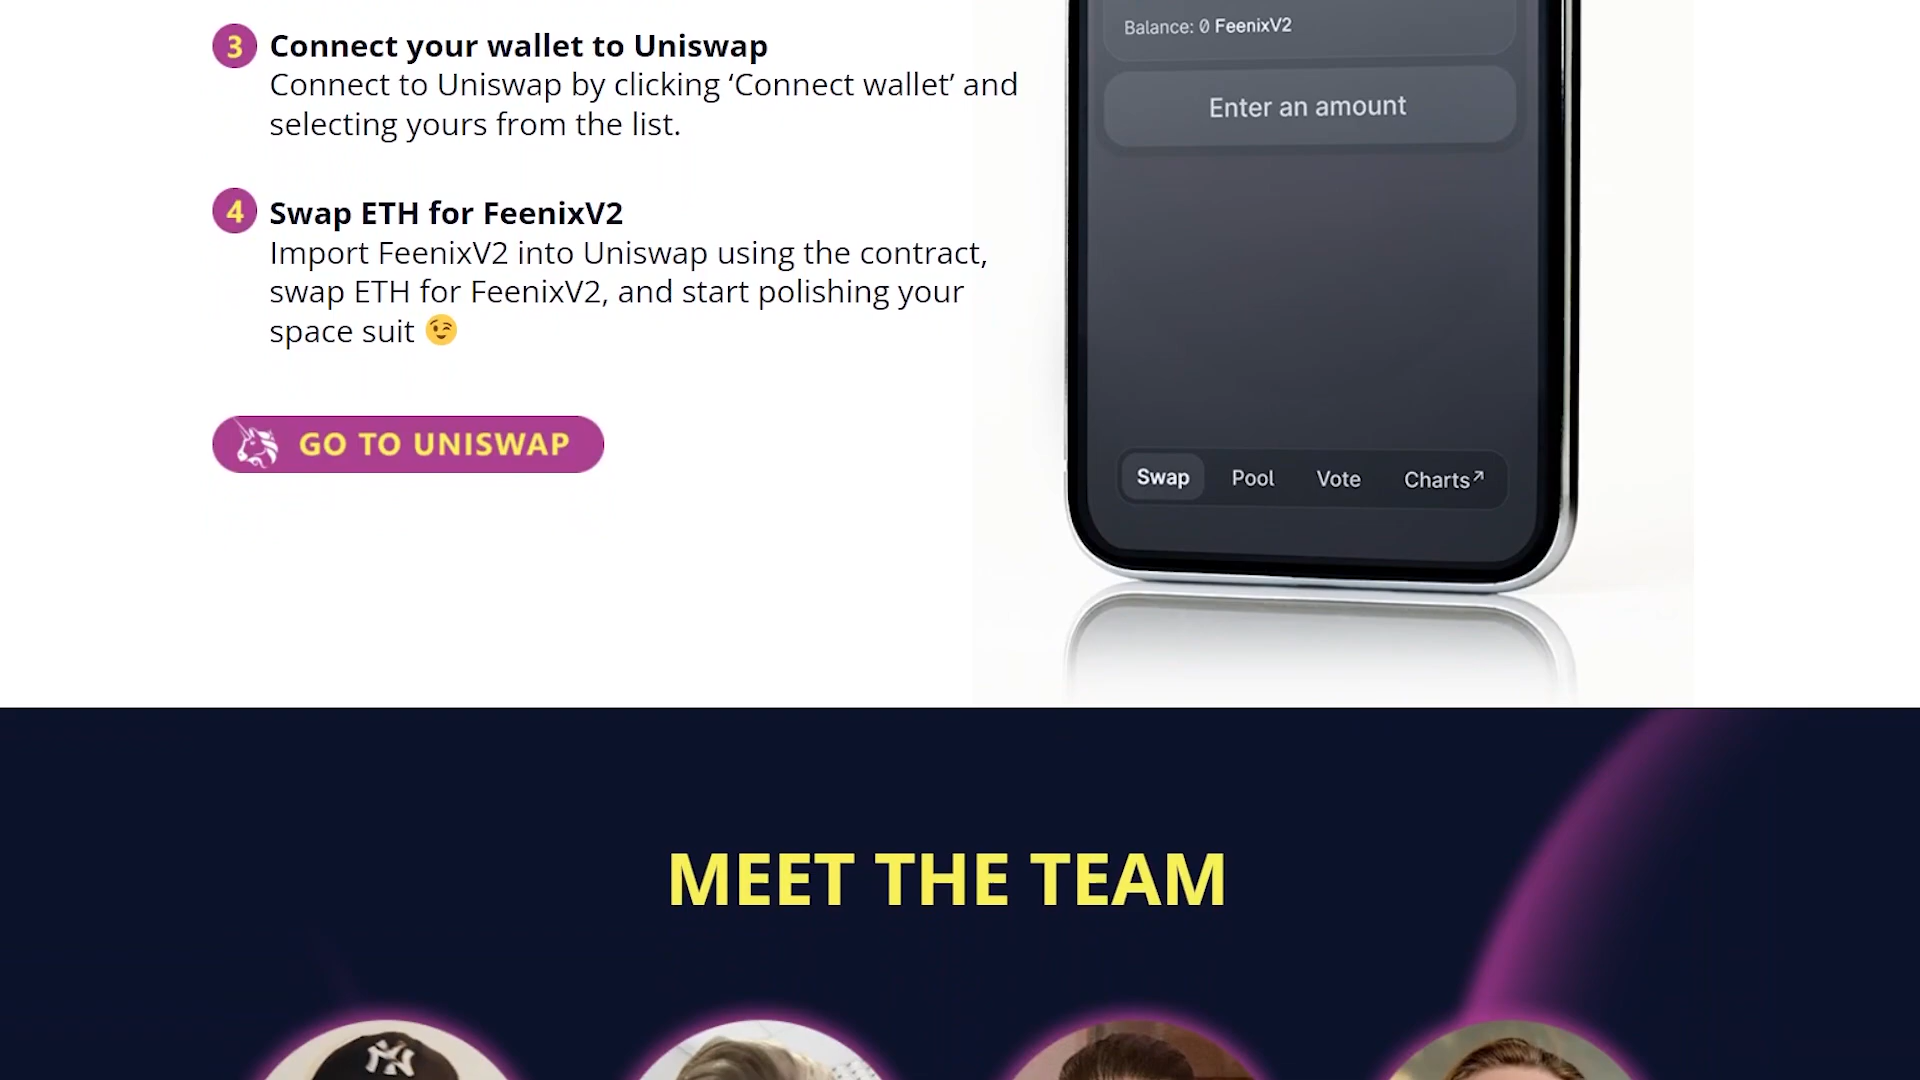 3 Connect your wallet to Uniswap
Connect to Uniswap by clicking ‘Connect wallet’ and
selecting yours from the list.
4 Swap ETH for FeenixV2
Import FeenixV2 into Uniswap using the contract,
swap ETH for FeenixV2, and start polishing your
space suit 😉
GO TO UNISWAP
Balance: 0 FeenixV2
Enter an amount
Swap Pool Vote Charts↗
MEET THE TEAM
NY